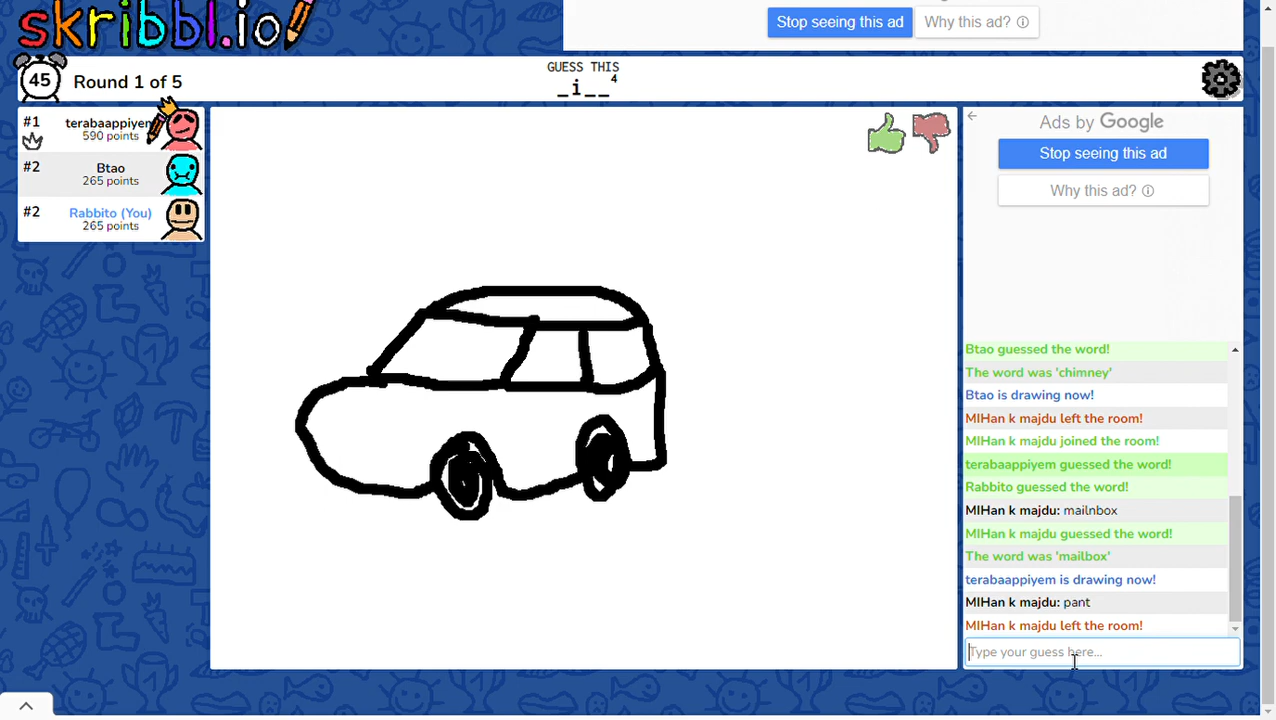 skribbl.io
Stop seeing this ad
Why this ad?
45
Round 1 of 5
GUESS THIS
_i__ 4
#1
terabaappiyem
590 points
#2
Btao
265 points
#2
Rabbito (You)
265 points
Ads by Google
Stop seeing this ad
Why this ad?
Btao guessed the word!
The word was 'chimney'
Btao is drawing now!
MIHan k majdu left the room!
MIHan k majdu joined the room!
terabaappiyem guessed the word!
Rabbito guessed the word!
MIHan k majdu: mailnbox
MIHan k majdu guessed the word!
The word was 'mailbox'
terabaappiyem is drawing now!
MIHan k majdu: pant
MIHan k majdu left the room!
Type your guess here...